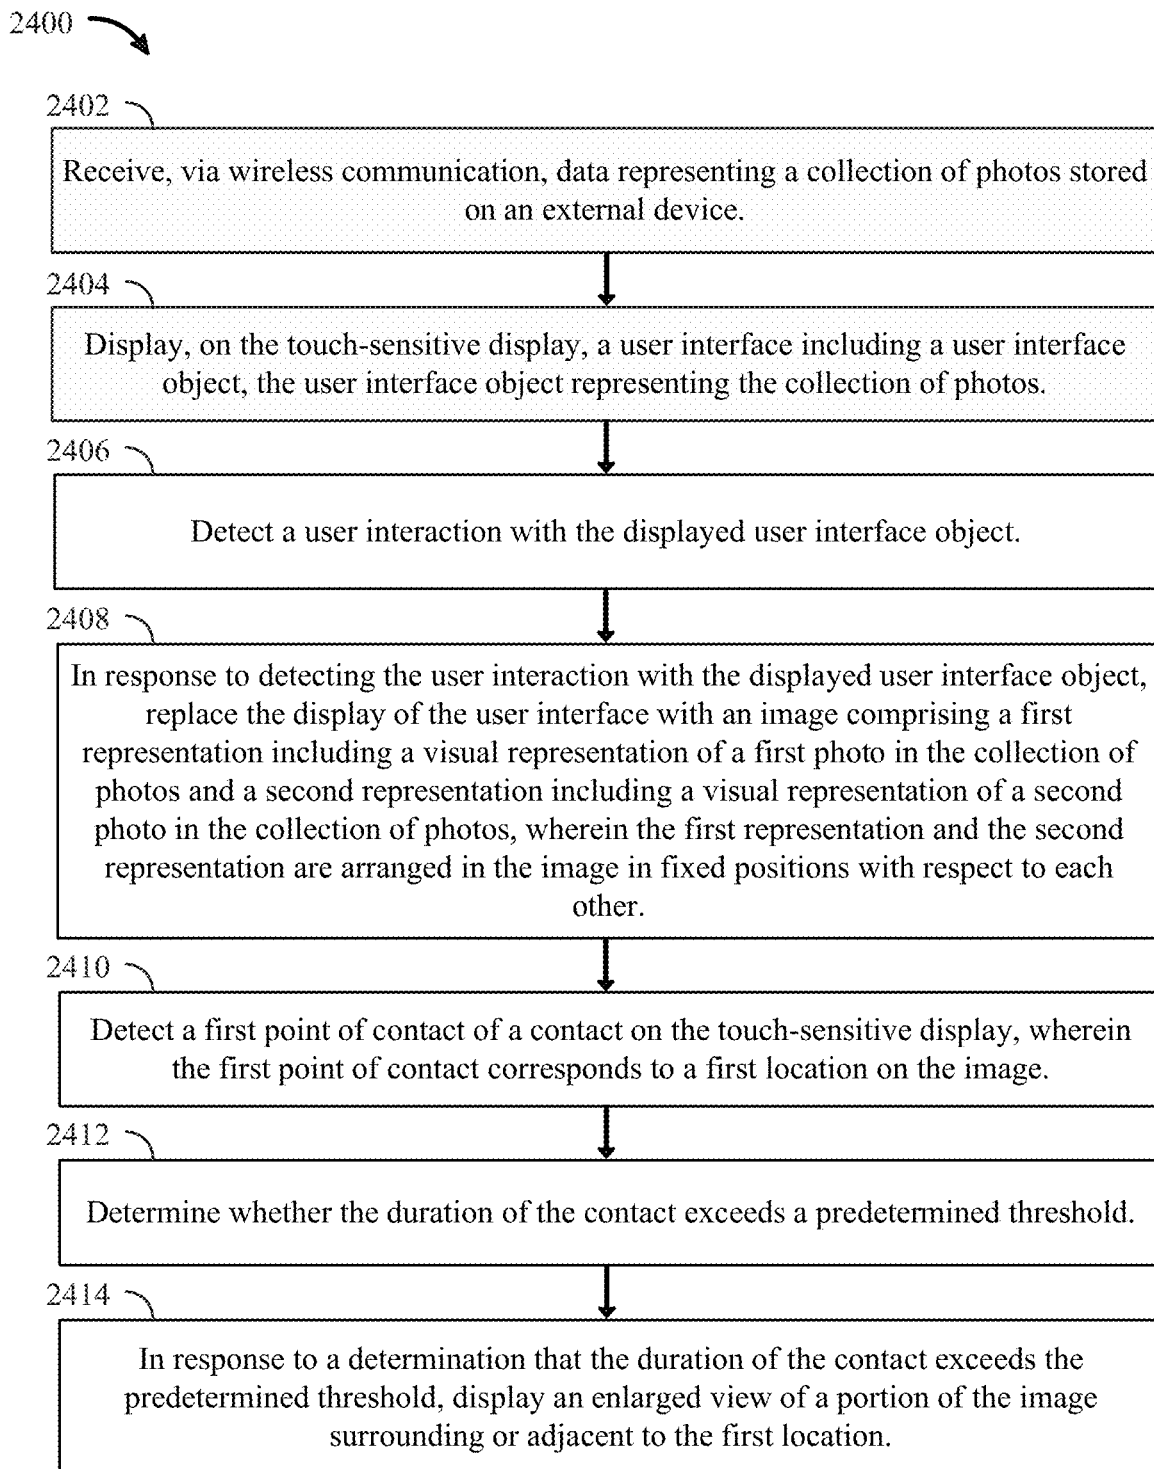 2400
2402
Receive, via wireless communication, data representing a collection of photos stored
on an external device.
2404
Display, on the touch-sensitive display, a user interface including a user interface
object, the user interface object representing the collection of photos.
2406
Detect a user interaction with the displayed user interface object.
2408
In response to detecting the user interaction with the displayed user interface object,
replace the display of the user interface with an image comprising a first
representation including a visual representation of a first photo in the collection of
photos and a second representation including a visual representation of a second
photo in the collection of photos, wherein the first representation and the second
representation are arranged in the image in fixed positions with respect to each
other.
2410
Detect a first point of contact of a contact on the touch-sensitive display, wherein
the first point of contact corresponds to a first location on the image.
2412
Determine whether the duration of the contact exceeds a predetermined threshold.
2414
In response to a determination that the duration of the contact exceeds the
predetermined threshold, display an enlarged view of a portion of the image
surrounding or adjacent to the first location.